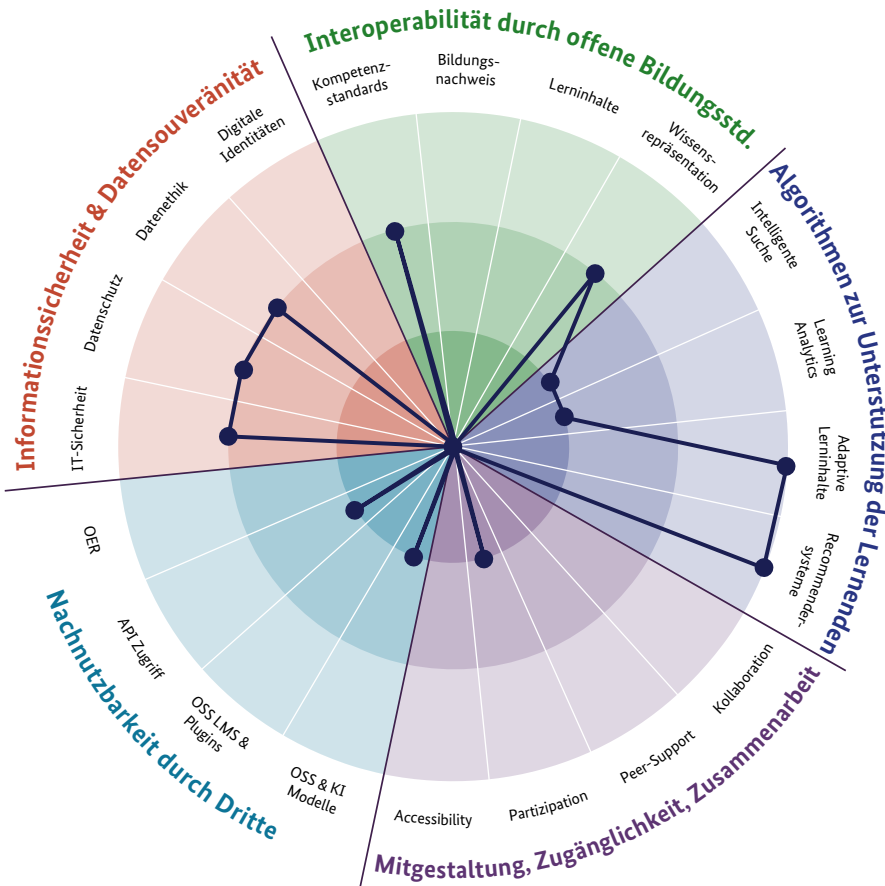 Interoperabilität durch offene Bildungsstd.
Kompetenz-
standards
Bildungs-
nachweis
Lerninhalte
Wissens-
repräsentation
Algorithmen zur Unterstützung der Lernenden
Intelligente
Suche
Learning
Analytics
Adaptive
Lerninhalte
Recommender-
systeme
Mitgestaltung, Zugänglichkeit, Zusammenarbeit
Kollaboration
Peer-Support
Partizipation
Accessibility
Nachnutzbarkeit durch Dritte
OSS & KI
Modelle
OSS LMS &
Plugins
API Zugriff
OER
Informationssicherheit & Datensouveränität
IT-Sicherheit
Datenschutz
Datenethik
Digitale
Identitäten